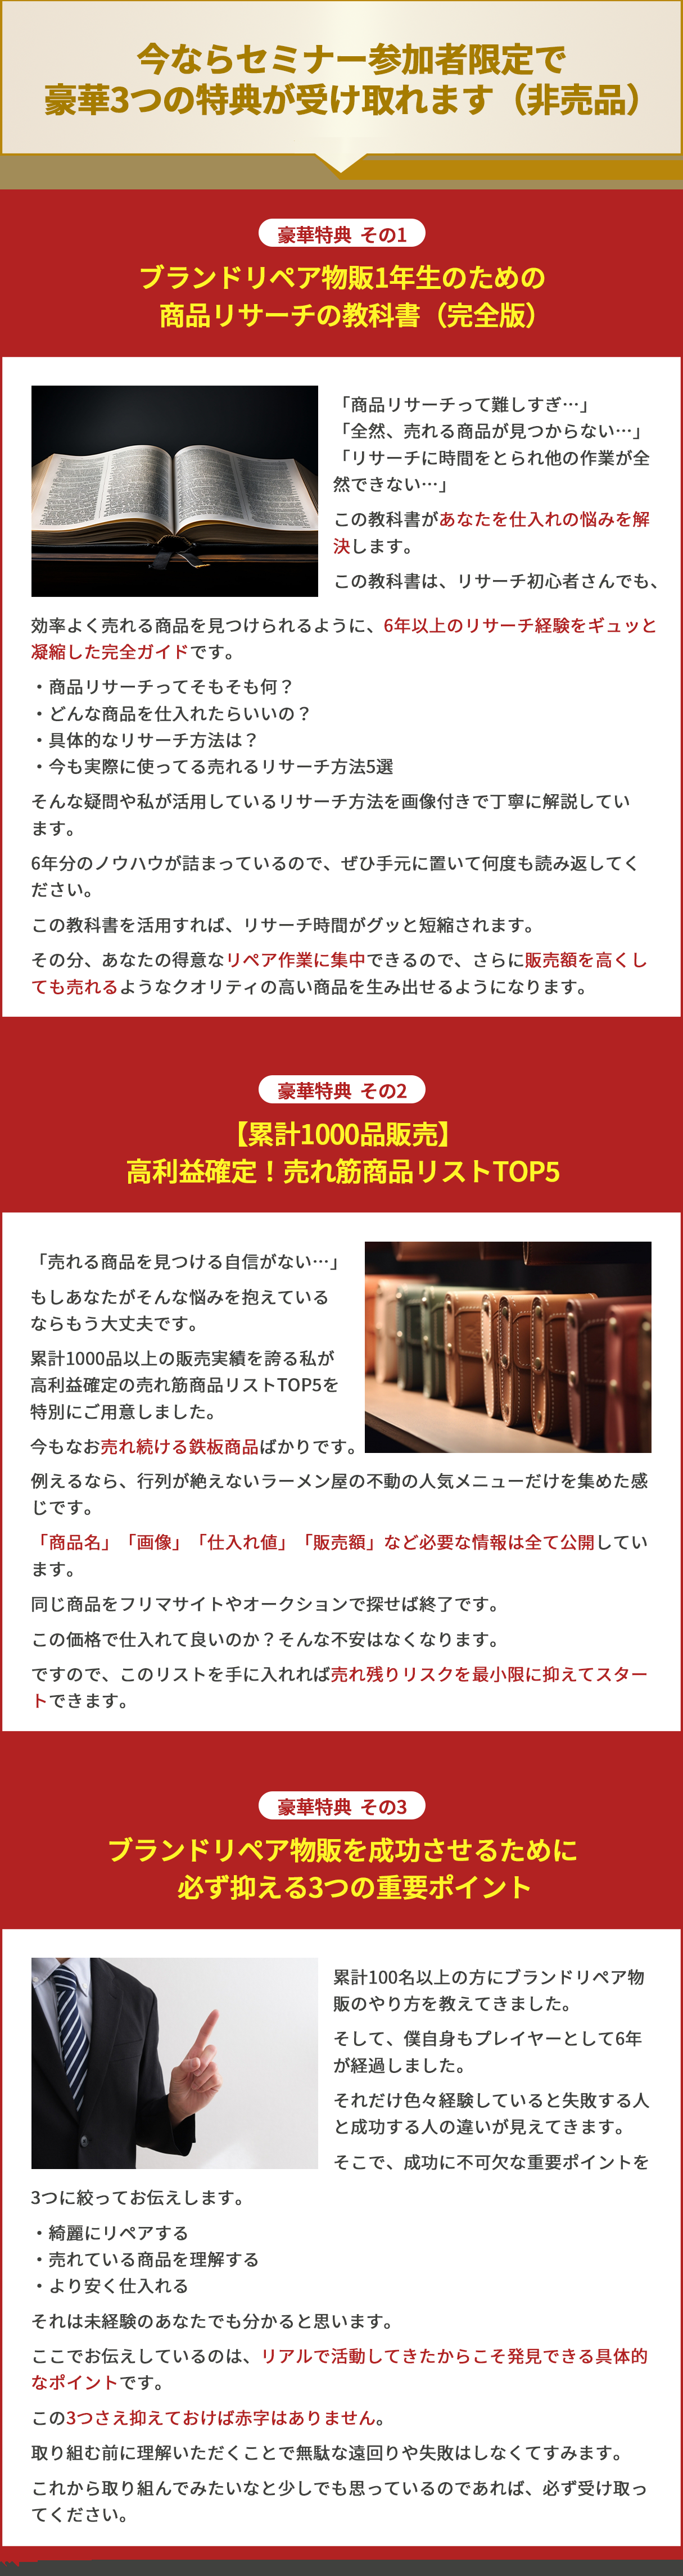 今ならセミナー参加者限定で
豪華3つの特典が受け取れます（非売品）
豪華特典 その1
ブランドリペア物販1年生のための
商品リサーチの教科書（完全版）
「商品リサーチって難しすぎ…」
「全然、売れる商品が見つからない…」
「リサーチに時間をとられ他の作業が全
然できない…」
この教科書があなたを仕入れの悩みを解
決します。
この教科書は、リサーチ初心者さんでも、
効率よく売れる商品を見つけられるように、6年以上のリサーチ経験をギュッと
凝縮した完全ガイドです。
・商品リサーチってそもそも何？
・どんな商品を仕入れたらいいの？
・具体的なリサーチ方法は？
・今も実際に使ってる売れるリサーチ方法5選
そんな疑問や私が活用しているリサーチ方法を画像付きで丁寧に解説してい
ます。
6年分のノウハウが詰まっているので、ぜひ手元に置いて何度も読み返してく
ださい。
この教科書を活用すれば、リサーチ時間がグッと短縮されます。
その分、あなたの得意なリペア作業に集中できるので、さらに販売額を高くし
ても売れるようなクオリティの高い商品を生み出せるようになります。
豪華特典 その2
【累計1000品販売】
高利益確定！売れ筋商品リストTOP5
「売れる商品を見つける自信がない…」
もしあなたがそんな悩みを抱えている
ならもう大丈夫です。
累計1000品以上の販売実績を誇る私が
高利益確定の売れ筋商品リストTOP5を
特別にご用意しました。
今もなお売れ続ける鉄板商品ばかりです。
例えるなら、行列が絶えないラーメン屋の不動の人気メニューだけを集めた感
じです。
「商品名」「画像」「仕入れ値」「販売額」など必要な情報は全て公開してい
ます。
同じ商品をフリマサイトやオークションで探せば終了です。
この価格で仕入れて良いのか？そんな不安はなくなります。
ですので、このリストを手に入れれば売れ残りリスクを最小限に抑えてスター
トできます。
豪華特典 その3
ブランドリペア物販を成功させるために
必ず抑える3つの重要ポイント
累計100名以上の方にブランドリペア物
販のやり方を教えてきました。
そして、僕自身もプレイヤーとして6年
が経過しました。
それだけ色々経験していると失敗する人
と成功する人の違いが見えてきます。
そこで、成功に不可欠な重要ポイントを
3つに絞ってお伝えします。
・綺麗にリペアする
・売れている商品を理解する
・より安く仕入れる
それは未経験のあなたでも分かると思います。
ここでお伝えしているのは、リアルで活動してきたからこそ発見できる具体的
なポイントです。
この3つさえ抑えておけば赤字はありません。
取り組む前に理解いただくことで無駄な遠回りや失敗はしなくてすみます。
これから取り組んでみたいなと少しでも思っているのであれば、必ず受け取っ
てください。